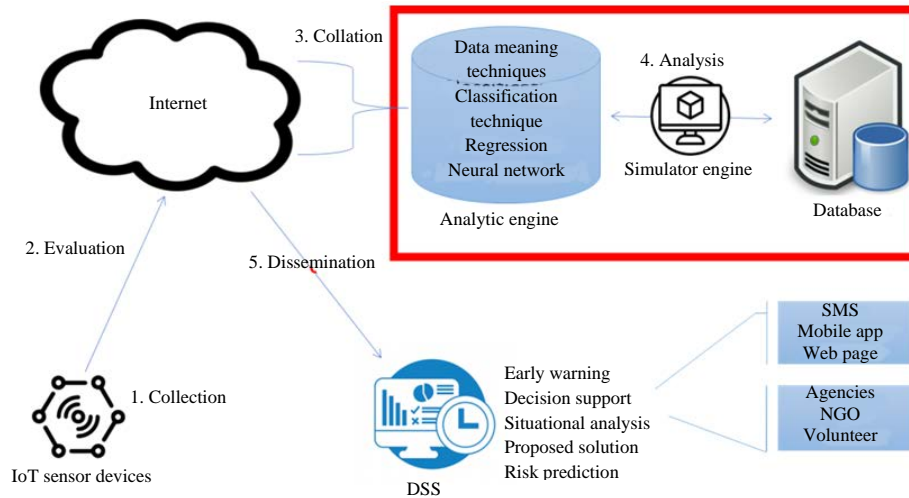 3. Collation
Internet
Data meaning
techniques
Classification
technique
Regression
Neural network
Analytic engine
4. Analysis
Simulator engine
Database
2. Evaluation
5. Dissemination
1. Collection
IoT sensor devices
DSS
Early warning
Decision support
Situational analysis
Proposed solution
Risk prediction
SMS
Mobile app
Web page
Agencies
NGO
Volunteer